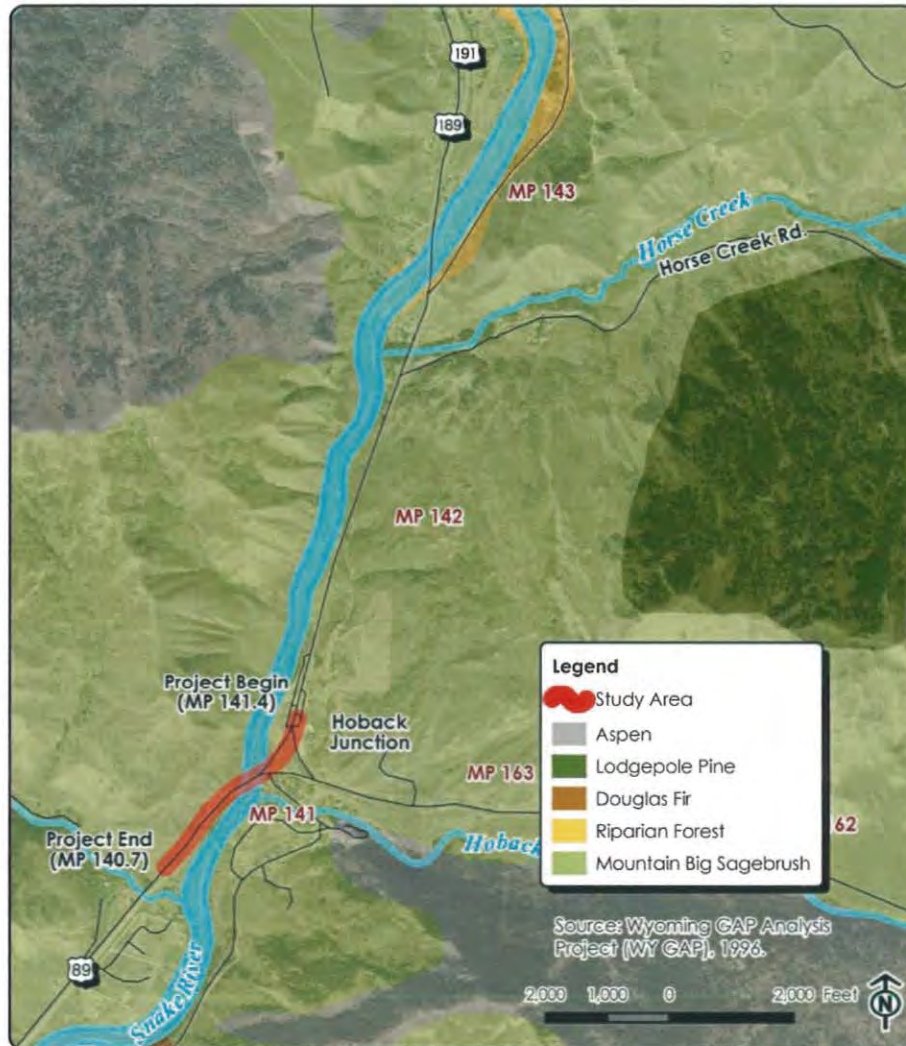 191
189
MP 143
Horse Creek
Horse Creek Rd.
MP 142
Project Begin
(MP 141.4)
Hoback
Junction
MP 163
MP 141
62
Project End
(MP 140.7)
Hoback
89
Snake River
Legend
Study Area
Aspen
Lodgepole Pine
Douglas Fir
Riparian Forest
Mountain Big Sagebrush
Source: Wyoming GAP Analysis
Project (WY GAP), 1996.
2,000 1,000 0 2,000 Feet
N